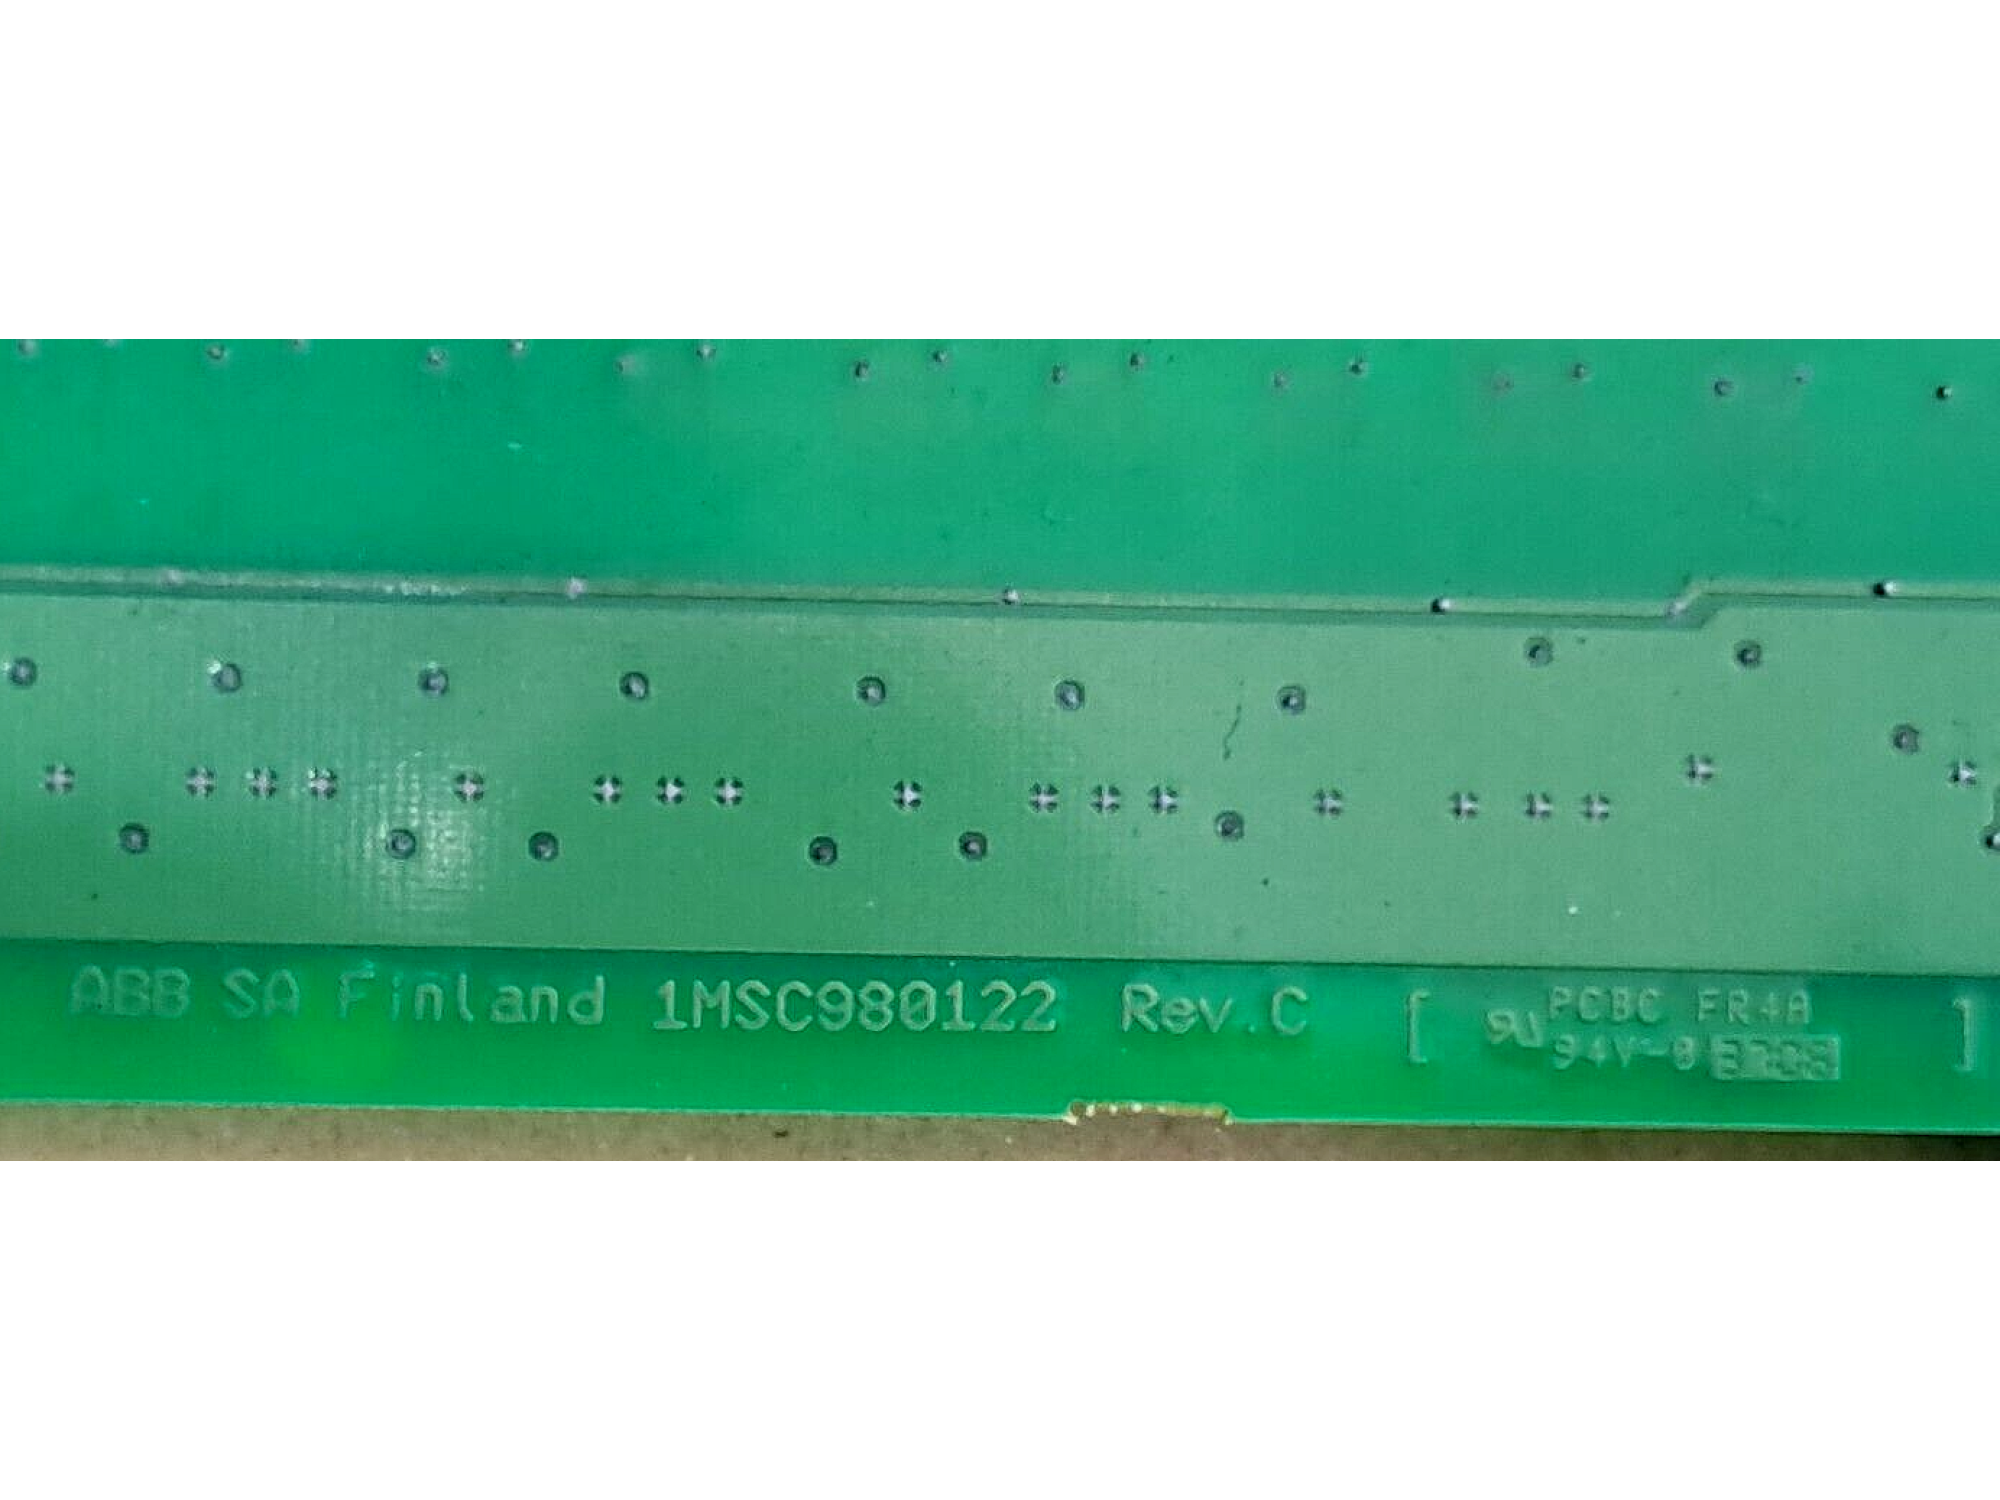 ABB SA Finland 1MSC980122 Rev.C [ PCBC FR4A ]
94V-0